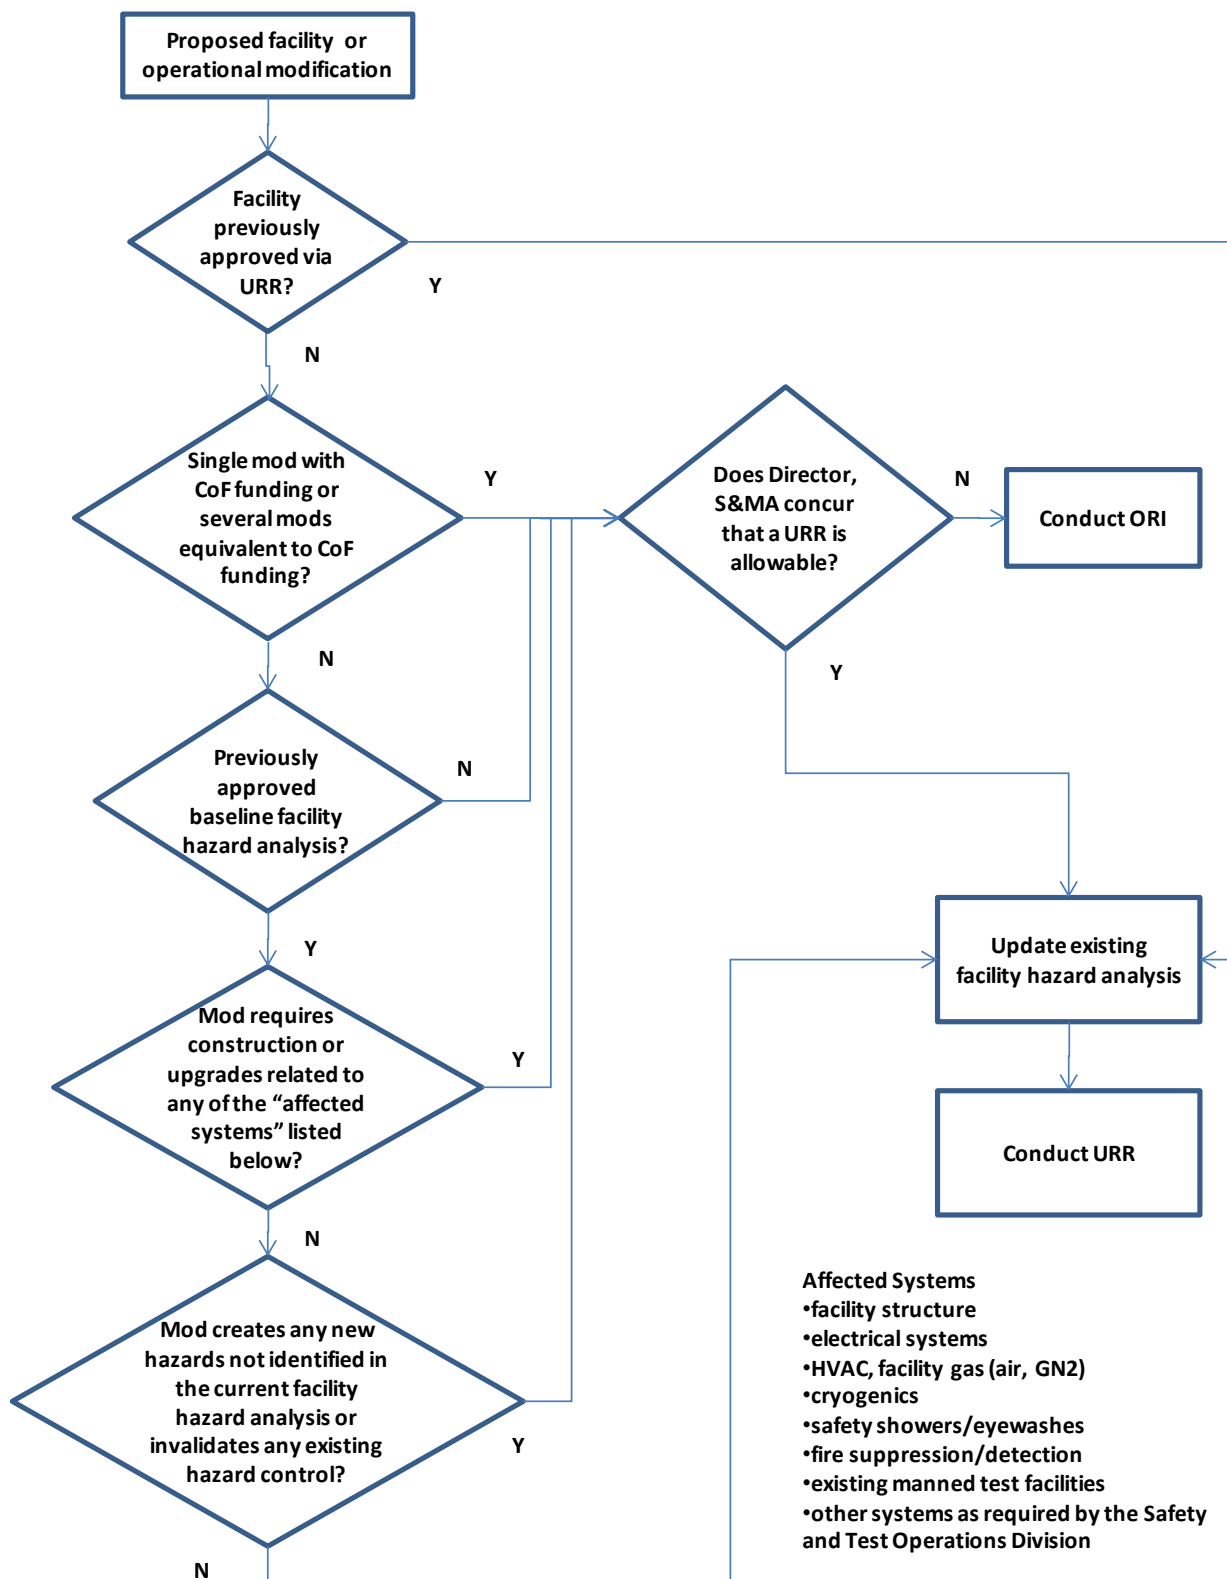 Proposed facility or
operational modification
Facility
previously
approved via
URR?
Y
N
Single mod with
CoF funding or
several mods
equivalent to CoF
funding?
Y
N
Does Director,
S&MA concur
that a URR is
allowable?
N
Y
Conduct ORI
Previously
approved
baseline facility
hazard analysis?
N
Y
Mod requires
construction or
upgrades related to
any of the “affected
systems” listed
below?
Y
N
Update existing
facility hazard analysis
Conduct URR
Mod creates any new
hazards not identified in
the current facility
hazard analysis or
invalidates any existing
hazard control?
Y
N
Affected Systems
•facility structure
•electrical systems
•HVAC, facility gas (air, GN2)
•cryogenics
•safety showers/eyewashes
•fire suppression/detection
•existing manned test facilities
•other systems as required by the Safety
and Test Operations Division